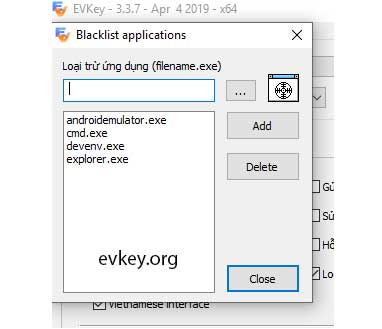 EVKey - 3.3.7 - Apr 4 2019 - x64
Blacklist applications
Loại trừ ứng dụng (filename.exe)
...
androidemulator.exe
cmd.exe
devenv.exe
explorer.exe
Add
Delete
evkey.org
Close
Gử
Sử
Hỗ
Lo
Vietnamese interface